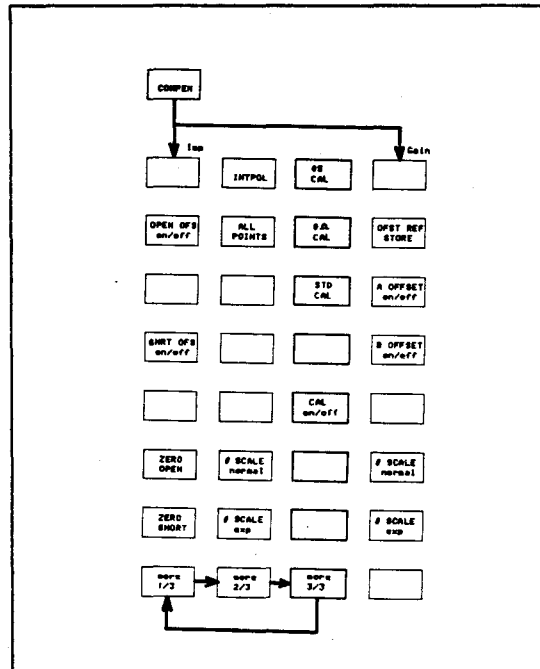 COMPEN
Imp
Gain
INTPOL
0S
CAL
OPEN OFS
on/off
ALL
POINTS
0Ω
CAL
OFST REF
STORE
STD
CAL
A OFFSET
on/off
SHRT OFS
on/off
B OFFSET
on/off
CAL
on/off
ZERO
OPEN
# SCALE
normal
# SCALE
normal
ZERO
SHORT
# SCALE
exp
# SCALE
exp
more
1/3
more
2/3
more
3/3